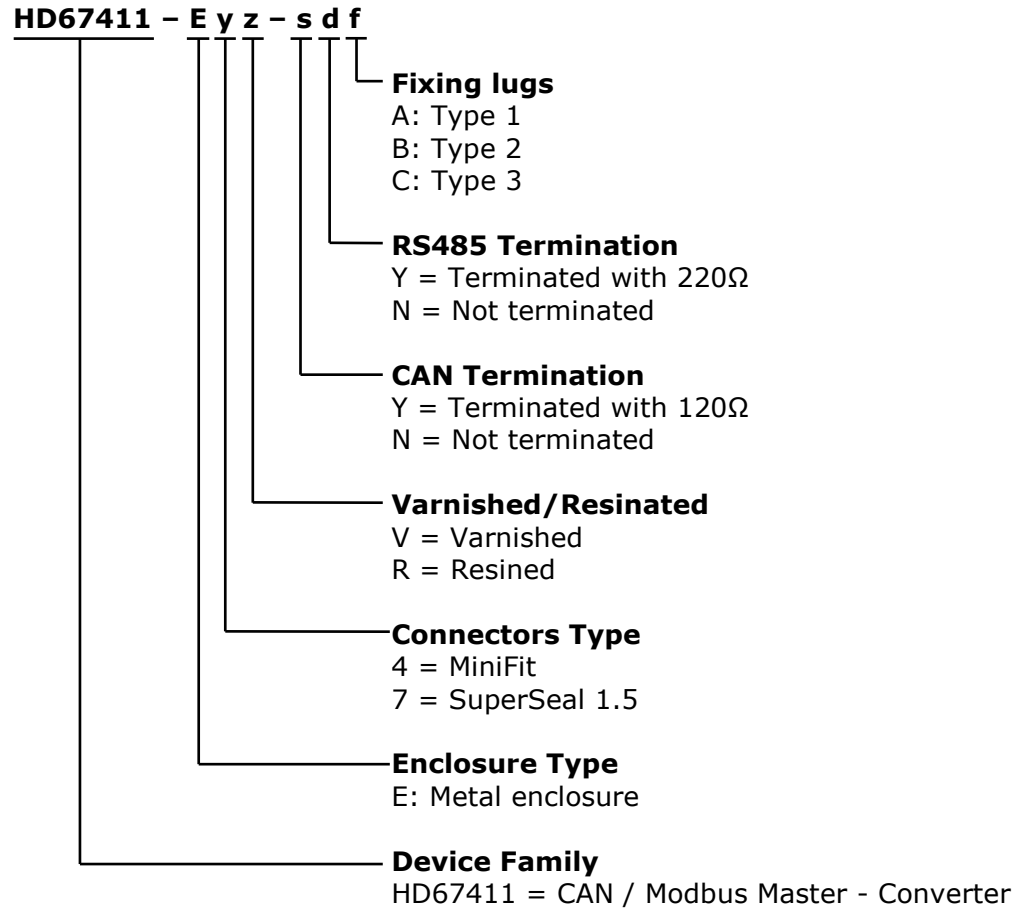 HD67411 – E y z – s d f
Fixing lugs
A: Type 1
B: Type 2
C: Type 3
RS485 Termination
Y = Terminated with 220Ω
N = Not terminated
CAN Termination
Y = Terminated with 120Ω
N = Not terminated
Varnished/Resinated
V = Varnished
R = Resined
Connectors Type
4 = MiniFit
7 = SuperSeal 1.5
Enclosure Type
E: Metal enclosure
Device Family
HD67411 = CAN / Modbus Master - Converter